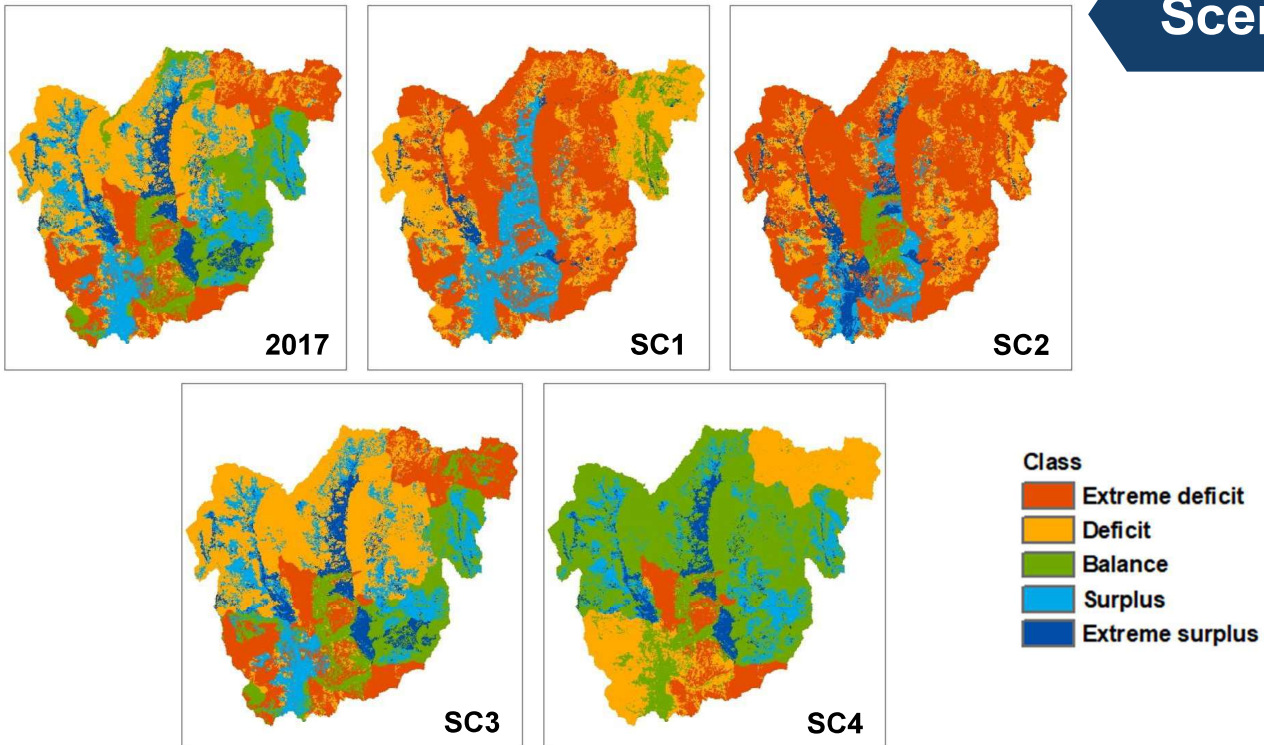 Scen
2017
SC1
SC2
SC3
SC4
Class
Extreme deficit
Deficit
Balance
Surplus
Extreme surplus